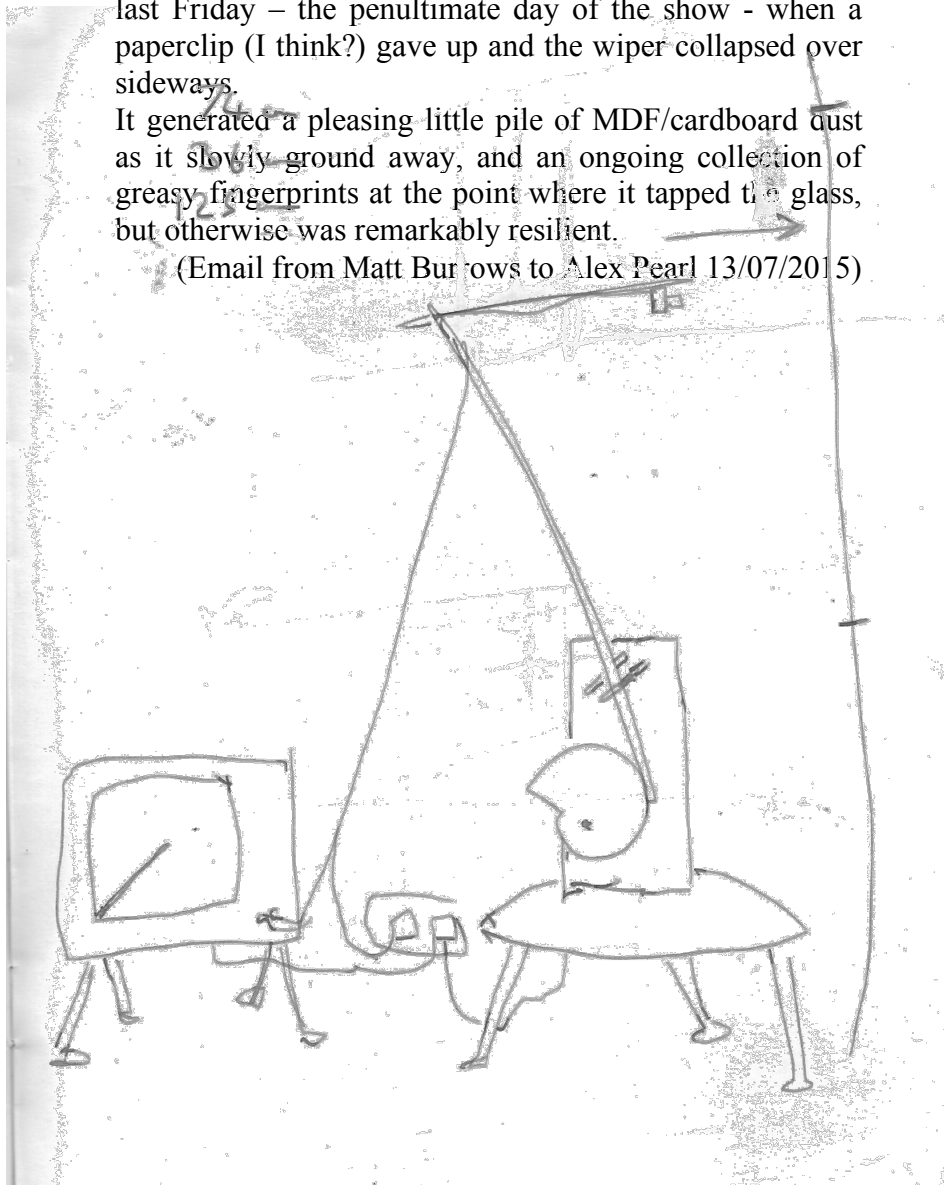 last Friday – the penultimate day of the show - when a
paperclip (I think?) gave up and the wiper collapsed over
sideways.
74
It generated a pleasing little pile of MDF/cardboard dust
36
as it slowly ground away, and an ongoing collection of
greasy fingerprints at the point where it tapped the glass,
123
but otherwise was remarkably resilient.
(Email from Matt Burrows to Alex Pearl 13/07/2015)